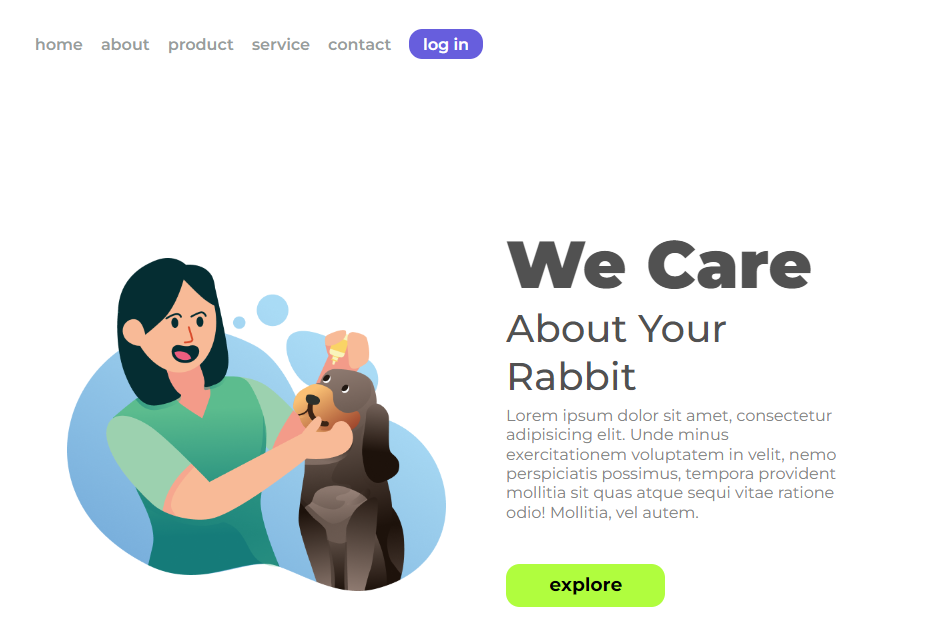 home about product service contact log in
We Care
About Your
Rabbit
Lorem ipsum dolor sit amet, consectetur
adipisicing elit. Unde minus
exercitationem voluptatem in velit, nemo
perspiciatis possimus, tempora provident
mollitia sit quas atque sequi vitae ratione
odio! Mollitia, vel autem.
explore